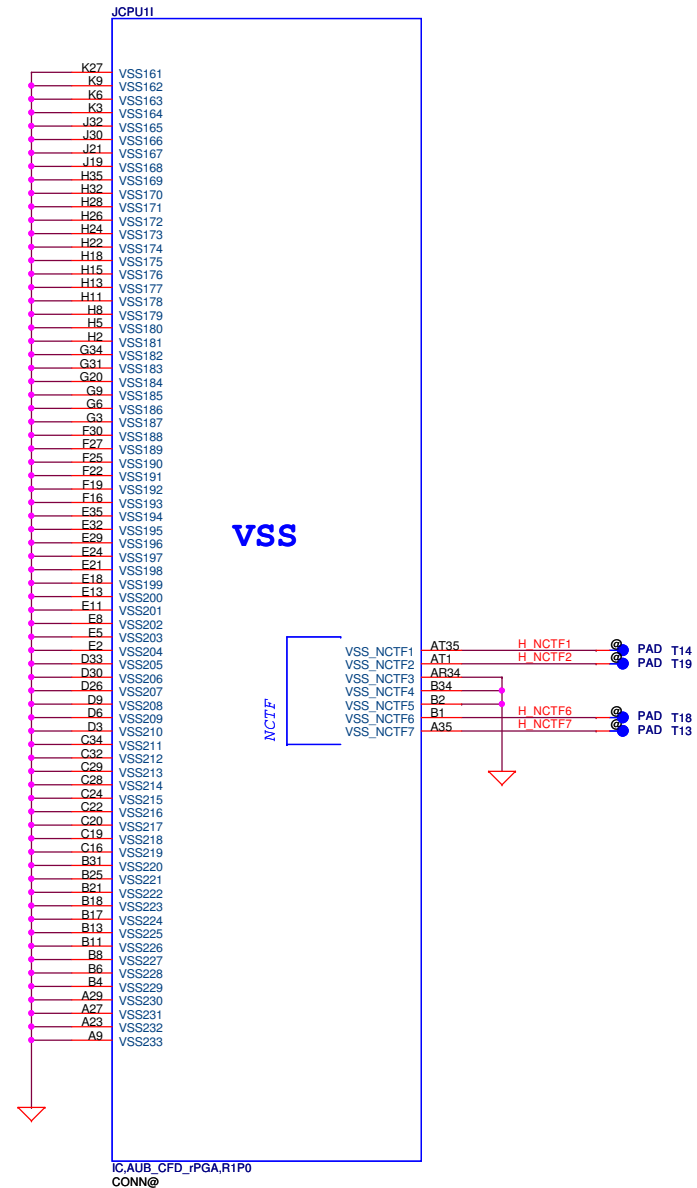 JCPU1I
K27 VSS161
K9 VSS162
K6 VSS163
K3 VSS164
J32 VSS165
J30 VSS166
J21 VSS167
J19 VSS168
H35 VSS169
H32 VSS170
H28 VSS171
H26 VSS172
H24 VSS173
H22 VSS174
H18 VSS175
H15 VSS176
H13 VSS177
H11 VSS178
H8 VSS179
H5 VSS180
H2 VSS181
G34 VSS182
G31 VSS183
G20 VSS184
G9 VSS185
G6 VSS186
G3 VSS187
F30 VSS188
F27 VSS189
F25 VSS190
F22 VSS191
F19 VSS192
F16 VSS193
E35 VSS194
E32 VSS195
E29 VSS196
E24 VSS197
E21 VSS198
E18 VSS199
E13 VSS200
E11 VSS201
E8 VSS202
E5 VSS203
E2 VSS204
D33 VSS205
D30 VSS206
D26 VSS207
D9 VSS208
D6 VSS209
D3 VSS210
C34 VSS211
C32 VSS212
C29 VSS213
C28 VSS214
C24 VSS215
C22 VSS216
C20 VSS217
C19 VSS218
C16 VSS219
B31 VSS220
B25 VSS221
B21 VSS222
B18 VSS223
B17 VSS224
B13 VSS225
B11 VSS226
B8 VSS227
B6 VSS228
B4 VSS229
A29 VSS230
A27 VSS231
A23 VSS232
A9 VSS233
VSS
NCTF
VSS_NCTF1 AT35 H_NCTF1 @ PAD T14
VSS_NCTF2 AT1 H_NCTF2 @ PAD T19
VSS_NCTF3 AR34
VSS_NCTF4 B34
VSS_NCTF5 B2
VSS_NCTF6 B1 H_NCTF6 @ PAD T18
VSS_NCTF7 A35 H_NCTF7 @ PAD T13
IC,AUB_CFD_rPGA,R1P0
CONN@